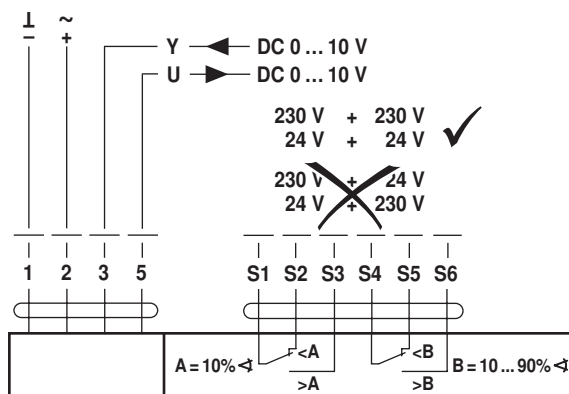 ⊥ ~
− +
Y DC 0 ... 10 V
U DC 0 ... 10 V
230 V + 230 V
24 V + 24 V
230 V + 24 V
24 V + 230 V
1 2 3 5 S1 S2 S3 S4 S5 S6
A = 10% ∢ <A <B B = 10 ... 90% ∢
>A >B